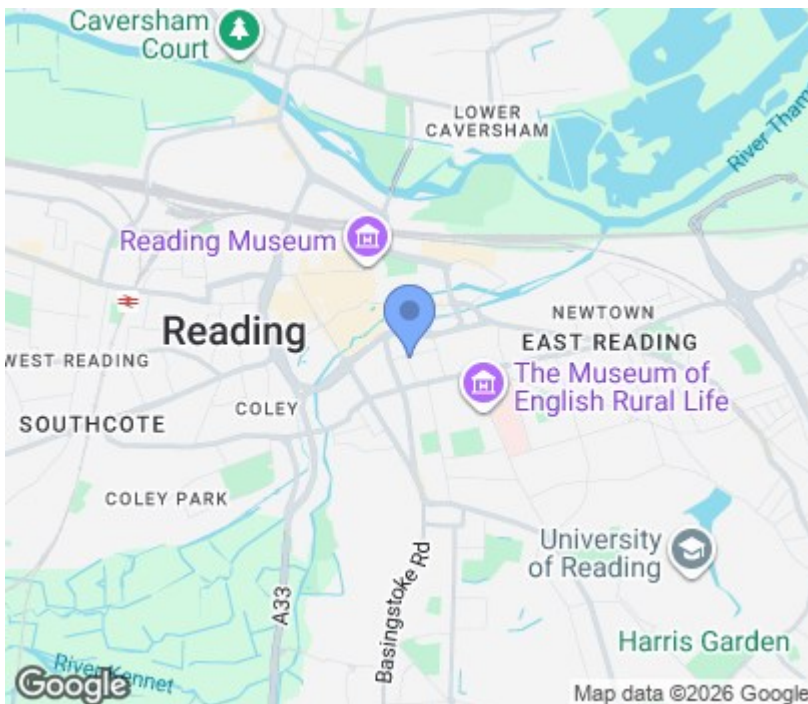 Caversham
Court
LOWER
CAVERSHAM
River Tham
Reading Museum
NEWTOWN
Reading
EAST READING
WEST READING
The Museum of
English Rural Life
COLEY
SOUTHCOTE
COLEY PARK
University
of Reading
Basingstoke Rd
A33
Harris Garden
River Kennet
Google
Map data ©2026 Google